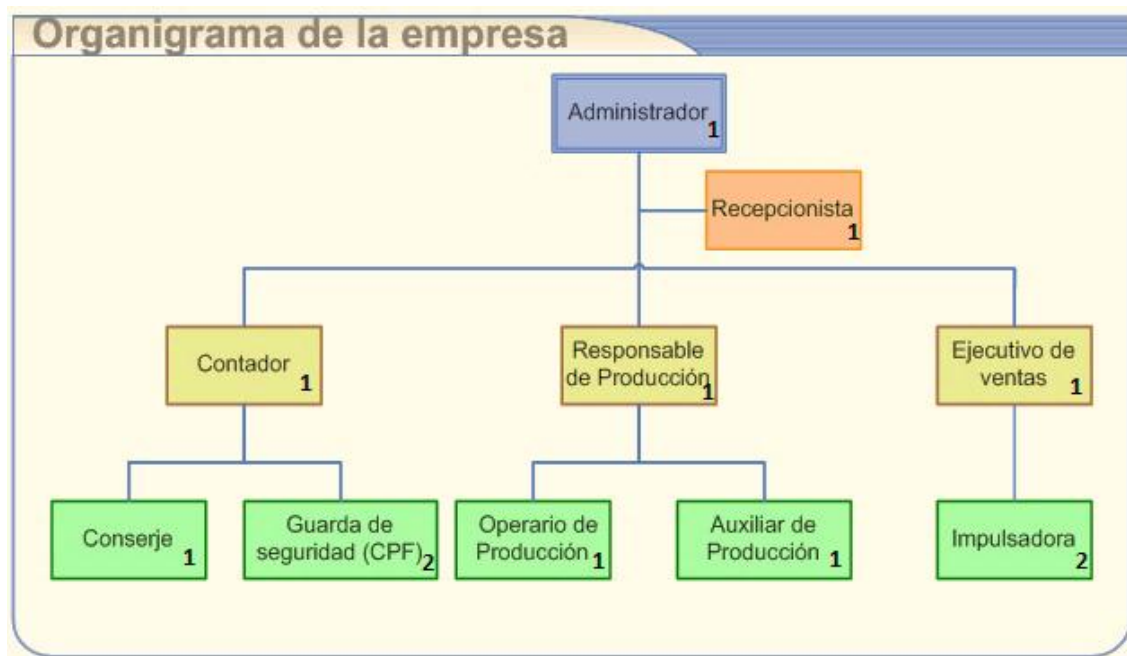 Organigrama de la empresa
Administrador
1
Recepcionista
1
Contador
1
Responsable
de Producción
1
Ejecutivo de
ventas
1
Conserje
1
Guarda de
seguridad (CPF)
2
Operario de
Producción
1
Auxiliar de
Producción
1
Impulsadora
2